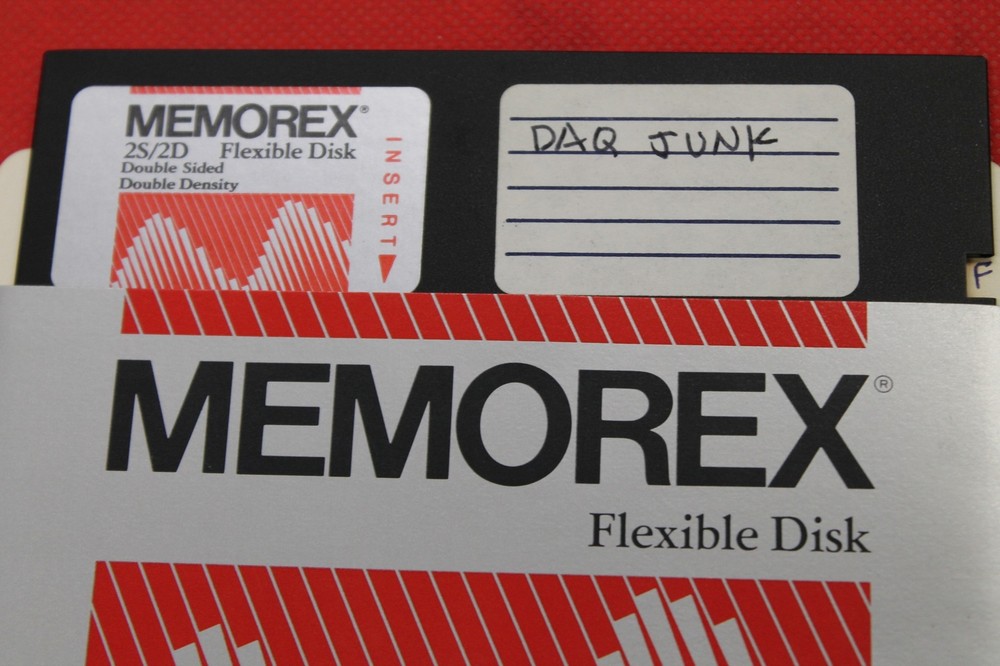 MEMOREX®
2S/2D Flexible Disk
Double Sided
Double Density
INSERT
DAQ JUNK
F
MEMOREX®
Flexible Disk